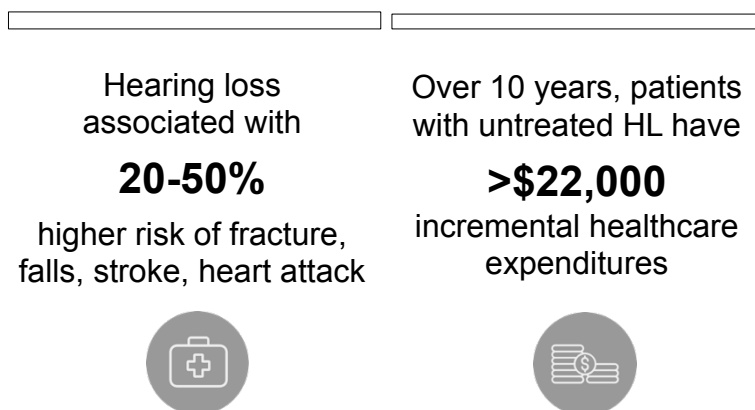 Hearing loss
associated with
20-50%
higher risk of fracture,
falls, stroke, heart attack
Over 10 years, patients
with untreated HL have
>$22,000
incremental healthcare
expenditures
$